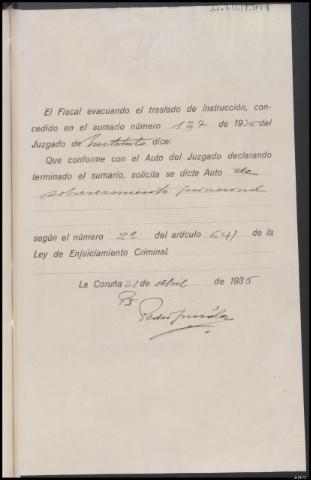 El Fiscal evacuando el traslado de instrucción, con-
cedido en el sumario número 127 de 1935 del
Juzgado de Instituto dice:
Que conforme con el Auto del Juzgado declarando
terminado el sumario, solicita se dicte Auto de
sobreseimiento provisional
según el número 2º del artículo 641 de la
Ley de Enjuiciamiento Criminal.
La Coruña 21 de Abril de 1935
Pedro